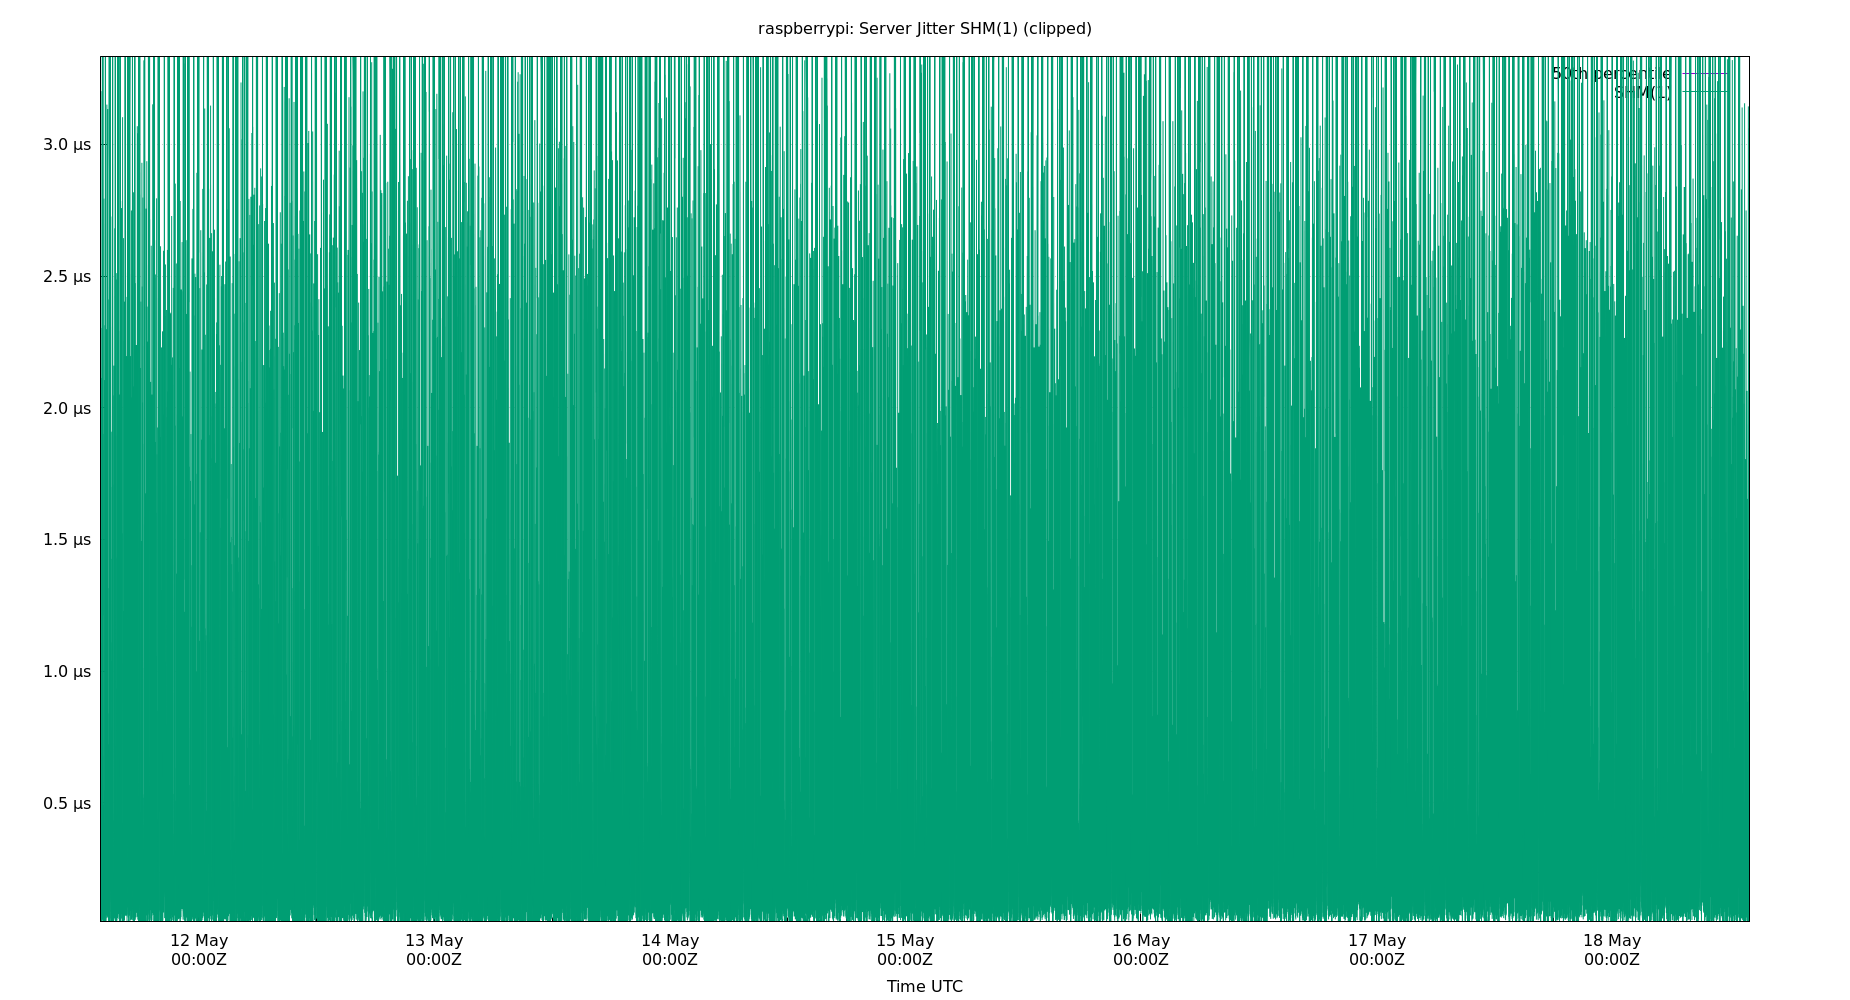 raspberrypi: Server Jitter SHM(1) (clipped)
50th percentile
SHM(1)
3.0 µs
2.5 µs
2.0 µs
1.5 µs
1.0 µs
0.5 µs
12 May 13 May 14 May 15 May 16 May 17 May 18 May
00:00Z 00:00Z 00:00Z 00:00Z 00:00Z 00:00Z 00:00Z
Time UTC